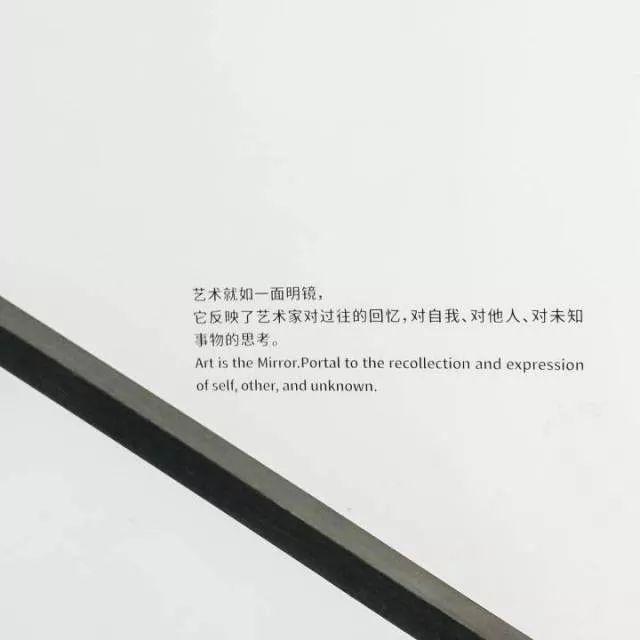 艺术就如一面明镜，
它反映了艺术家对过往的回忆，对自我、对他人、对未知
事物的思考。
Art is the Mirror.Portal to the recollection and expression
of self, other, and unknown.